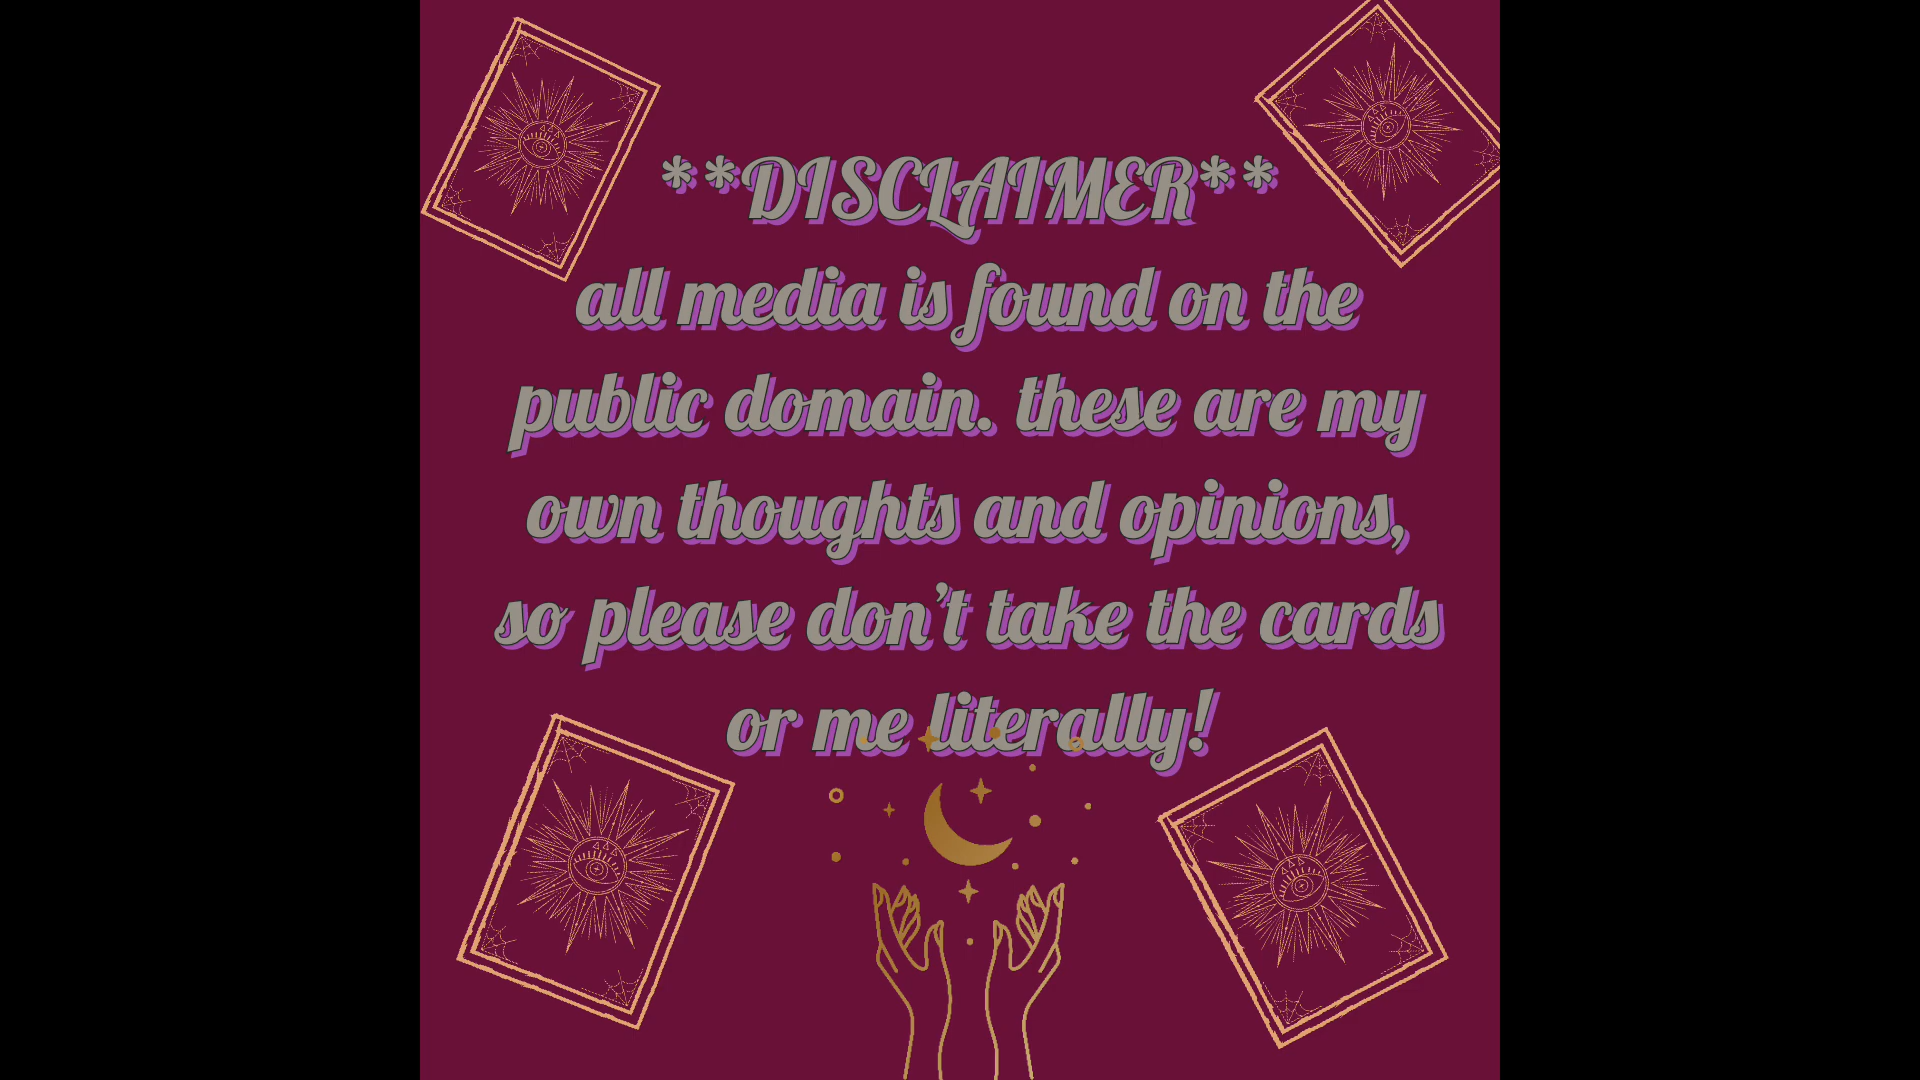 **DISCLAIMER**
all media is found on the
public domain. these are my
own thoughts and opinions,
so please don't take the cards
or me literally!